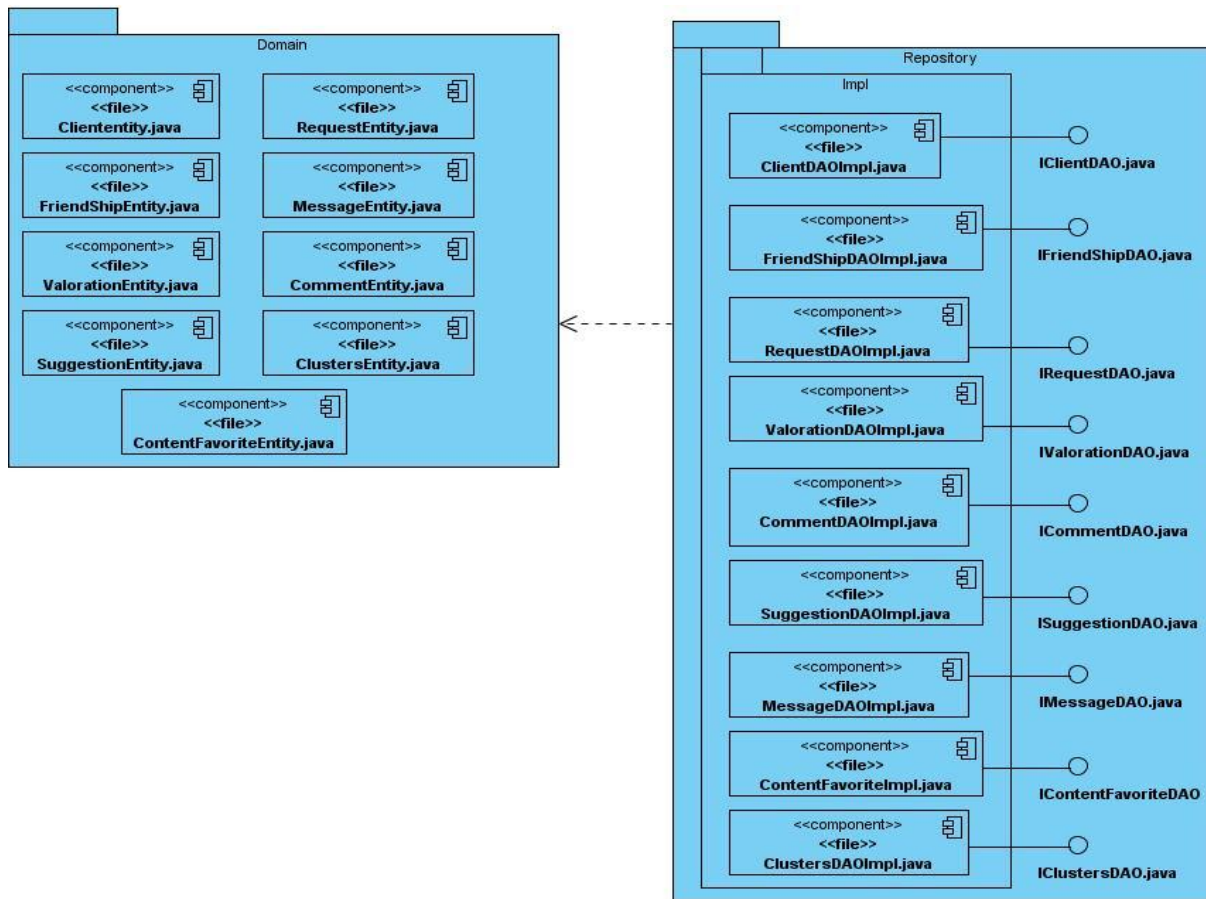 Domain
<<component>>
<<file>>
Cliententity.java
<<component>>
<<file>>
RequestEntity.java
<<component>>
<<file>>
FriendShipEntity.java
<<component>>
<<file>>
MessageEntity.java
<<component>>
<<file>>
ValorationEntity.java
<<component>>
<<file>>
CommentEntity.java
<<component>>
<<file>>
SuggestionEntity.java
<<component>>
<<file>>
ClustersEntity.java
<<component>>
<<file>>
ContentFavoriteEntity.java
Repository
Impl
<<component>>
<<file>>
ClientDAOImpl.java
IClientDAO.java
<<component>>
<<file>>
FriendShipDAOImpl.java
IFriendShipDAO.java
<<component>>
<<file>>
RequestDAOImpl.java
IRequestDAO.java
<<component>>
<<file>>
ValorationDAOImpl.java
IValorationDAO.java
<<component>>
<<file>>
CommentDAOImpl.java
ICommentDAO.java
<<component>>
<<file>>
SuggestionDAOImpl.java
ISuggestionDAO.java
<<component>>
<<file>>
MessageDAOImpl.java
IMessageDAO.java
<<component>>
<<file>>
ContentFavoriteImpl.java
IContentFavoriteDAO
<<component>>
<<file>>
ClustersDAOImpl.java
IClustersDAO.java